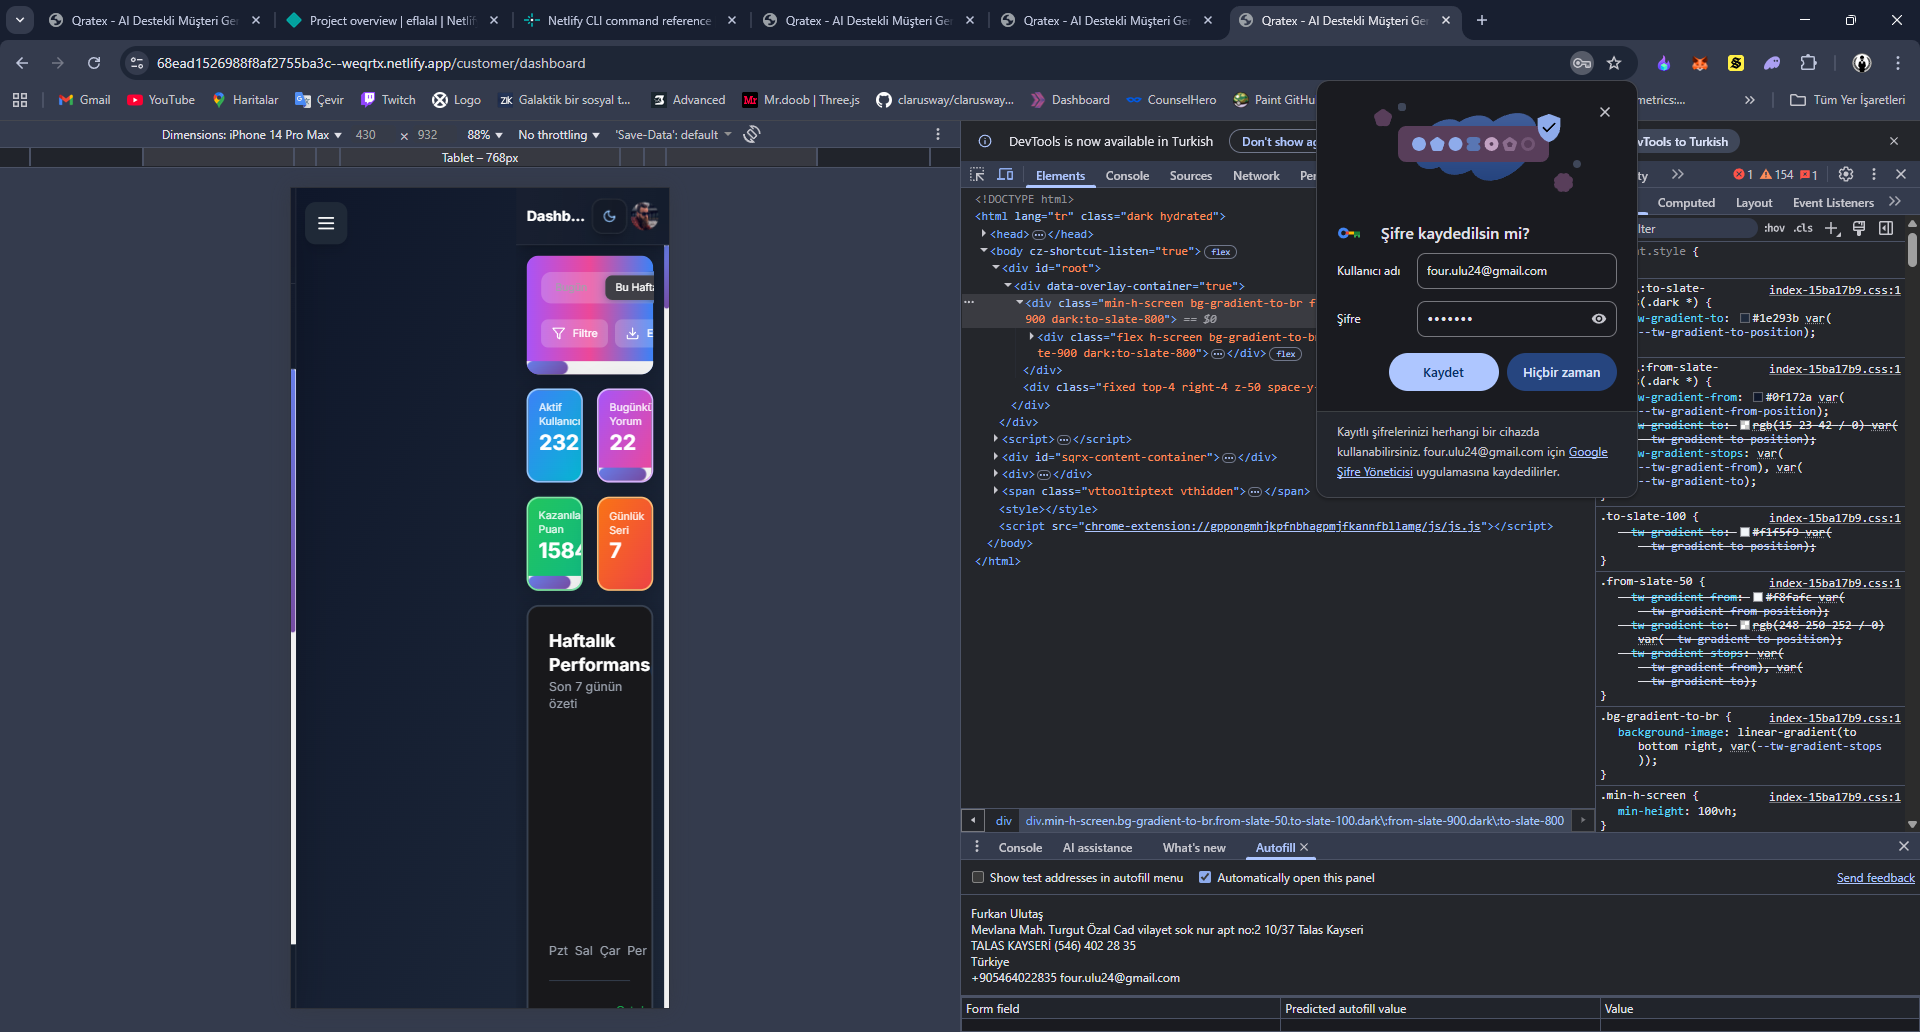 Qratex - AI Destekli Müşteri Ge
Project overview | eflalal | Netlify
Netlify CLI command reference
Qratex - AI Destekli Müşteri Ge
Qratex - AI Destekli Müşteri Ge
Qratex - AI Destekli Müşteri Ge
68ead1526988f8af2755ba3c--weqrtx.netlify.app/customer/dashboard
Gmail
YouTube
Haritalar
Çevir
Twitch
Logo
Galaktik bir sosyal t...
Advanced
Mr.doob | Three.js
clarusway/clarusway...
Dashboard
CounselHero
Paint GitHu
metrics:...
Tüm Yer İşaretleri
Dimensions: iPhone 14 Pro Max 430 × 932 88% No throttling 'Save-Data': default
Tablet – 768px
Dashb...
Bugün
Bu Hafta
Filtre
E
Aktif
Kullanıcı
232
Bugünkü
Yorum
22
Kazanıla
Puan
1584
Günlük
Seri
7
Haftalık
Performans
Son 7 günün
özeti
Pzt Sal Çar Per
DevTools is now available in Turkish
Don't show ag
vTools to Turkish
Elements Console Sources Network Per
ty
1 154 1
<!DOCTYPE html>
<html lang="tr" class="dark hydrated">
<head> ⋯ </head>
<body cz-shortcut-listen="true"> flex
<div id="root">
<div data-overlay-container="true">
<div class="min-h-screen bg-gradient-to-br f
900 dark:to-slate-800"> == $0
<div class="flex h-screen bg-gradient-to-br
te-900 dark:to-slate-800"> ⋯ </div> flex
</div>
<div class="fixed top-4 right-4 z-50 space-y-
</div>
</div>
<script> ⋯ </script>
<div id="sqrx-content-container"> ⋯ </div>
<div> ⋯ </div>
<span class="vttooltiptext vthidden"> ⋯ </span>
<style></style>
<script src="chrome-extension://gppongmhjkpfnbhagpmjfkannfbllamg/js/js.js"></script>
</body>
</html>
div div.min-h-screen.bg-gradient-to-br.from-slate-50.to-slate-100.dark\:from-slate-900.dark\:to-slate-800
Şifre kaydedilsin mi?
Kullanıcı adı four.ulu24@gmail.com
Şifre •••••••
Kaydet Hiçbir zaman
Kayıtlı şifrelerinizi herhangi bir cihazda
kullanabilirsiniz. four.ulu24@gmail.com için Google
Şifre Yöneticisi uygulamasına kaydedilirler.
Computed Layout Event Listeners
lter :hov .cls
nt.style {
:to-slate- index-15ba17b9.css:1
(.dark *) {
w-gradient-to: #1e293b var(
--tw-gradient-to-position);
:from-slate- index-15ba17b9.css:1
(.dark *) {
w-gradient-from: #0f172a var(
--tw-gradient-from-position);
w-gradient-to: rgb(15 23 42 / 0) var(
--tw-gradient-to-position);
w-gradient-stops: var(
--tw-gradient-from), var(
--tw-gradient-to);
}
.to-slate-100 { index-15ba17b9.css:1
--tw-gradient-to: #f1f5f9 var(
--tw-gradient-to-position);
}
.from-slate-50 { index-15ba17b9.css:1
--tw-gradient-from: #f8fafc var(
--tw-gradient-from-position);
--tw-gradient-to: rgb(248 250 252 / 0)
var(--tw-gradient-to-position);
--tw-gradient-stops: var(
--tw-gradient-from), var(
--tw-gradient-to);
}
.bg-gradient-to-br { index-15ba17b9.css:1
background-image: linear-gradient(to
bottom right, var(--tw-gradient-stops
));
}
.min-h-screen { index-15ba17b9.css:1
min-height: 100vh;
}
Console AI assistance What's new Autofill
Show test addresses in autofill menu Automatically open this panel Send feedback
Furkan Ulutaş
Mevlana Mah. Turgut Özal Cad vilayet sok nur apt no:2 10/37 Talas Kayseri
TALAS KAYSERİ (546) 402 28 35
Türkiye
+905464022835 four.ulu24@gmail.com
Form field Predicted autofill value Value